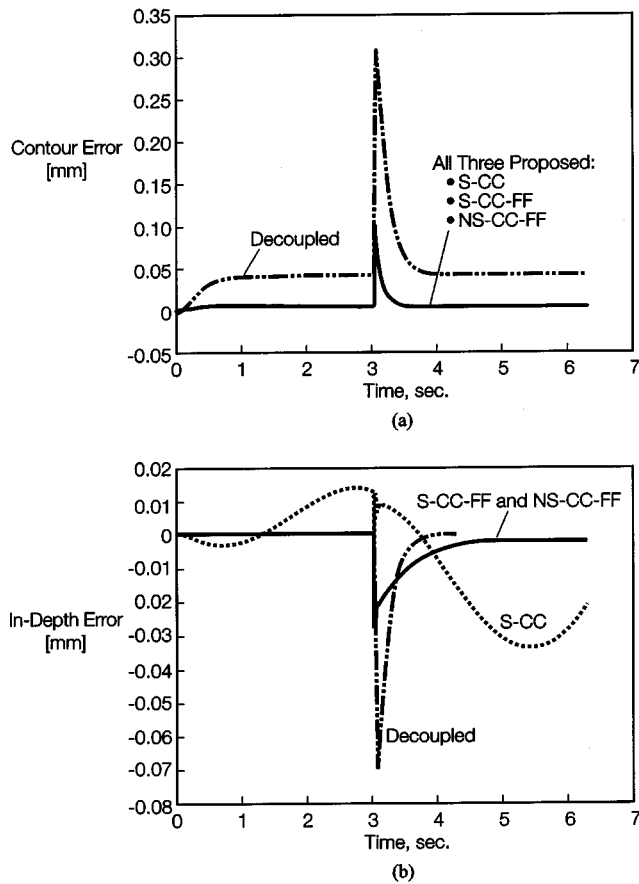 0.35
0.30
0.25
0.20
0.15
0.10
0.05
0
-0.05
Contour Error
[mm]
Decoupled
All Three Proposed:
• S-CC
• S-CC-FF
• NS-CC-FF
0 1 2 3 4 5 6 7
Time, sec.
(a)
0.02
0.01
0
-0.01
0.02
-0.03
-0.04
-0.05
-0.06
-0.07
-0.08
In-Depth Error
[mm]
S-CC-FF and NS-CC-FF
S-CC
Decoupled
0 1 2 3 4 5 6 7
Time, sec.
(b)